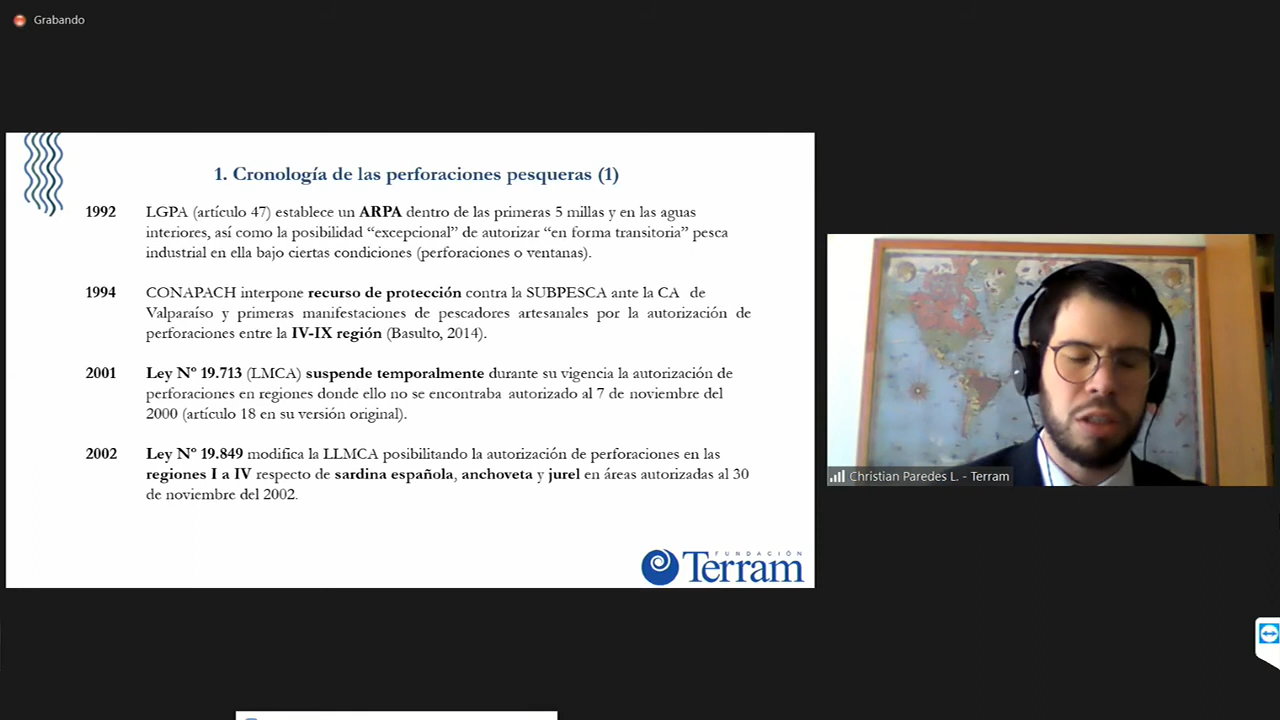 Grabando
1. Cronología de las perforaciones pesqueras (1)
1992 LGPA (artículo 47) establece un ARPA dentro de las primeras 5 millas y en las aguas
interiores, así como la posibilidad “excepcional” de autorizar “en forma transitoria” pesca
industrial en ella bajo ciertas condiciones (perforaciones o ventanas).
1994 CONAPACH interpone recurso de protección contra la SUBPESCA ante la CA de
Valparaíso y primeras manifestaciones de pescadores artesanales por la autorización de
perforaciones entre la IV-IX región (Basulto, 2014).
2001 Ley Nº 19.713 (LMCA) suspende temporalmente durante su vigencia la autorización de
perforaciones en regiones donde ello no se encontraba autorizado al 7 de noviembre del
2000 (artículo 18 en su versión original).
2002 Ley Nº 19.849 modifica la LLMCA posibilitando la autorización de perforaciones en las
regiones I a IV respecto de sardina española, anchoveta y jurel en áreas autorizadas al 30
de noviembre del 2002.
FUNDACIÓN
Terram
Christian Paredes L. - Terram